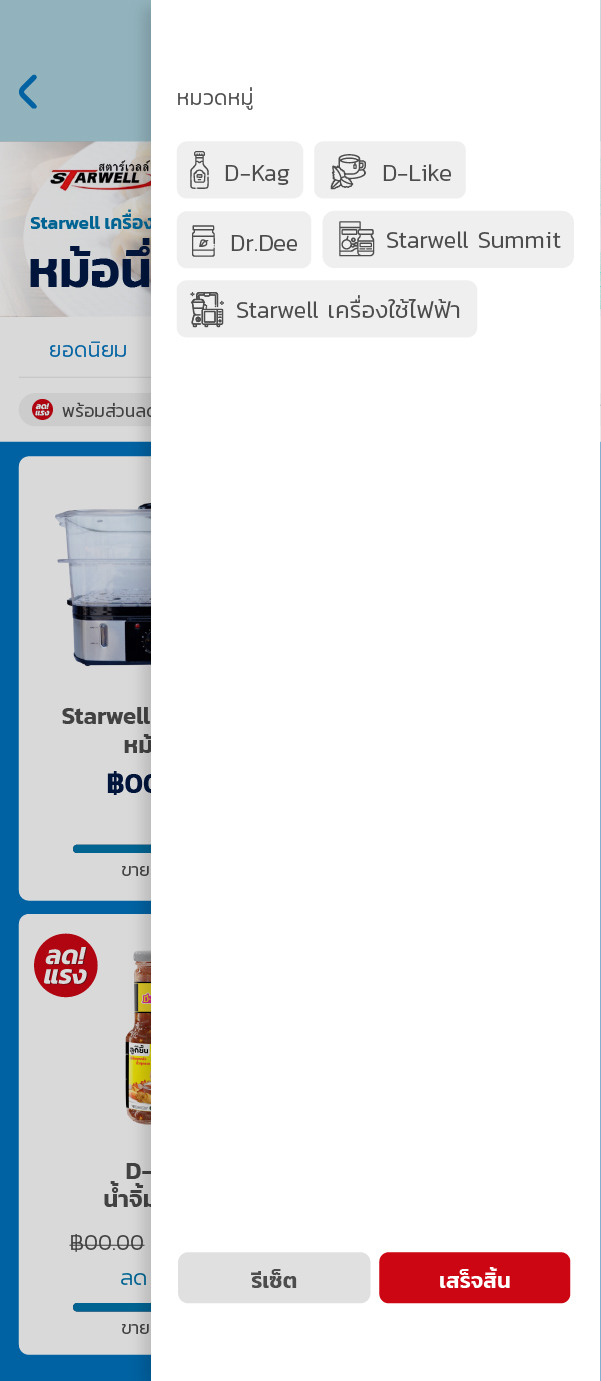 หมวดหมู่
D-Kag
D-Like
Dr.Dee
Starwell Summit
Starwell เครื่องใช้ไฟฟ้า
สตาร์เวลล์
STARWELL
Starwell เครื่อง
หม้อนึ่
ยอดนิยม
ลด!
แรง
พร้อมส่วนลด
Starwell
หม้
฿00
ขาย
ลด!
แรง
D-
น้ำจิ้ม
฿00.00
ลด
ขาย
รีเซ็ต
เสร็จสิ้น